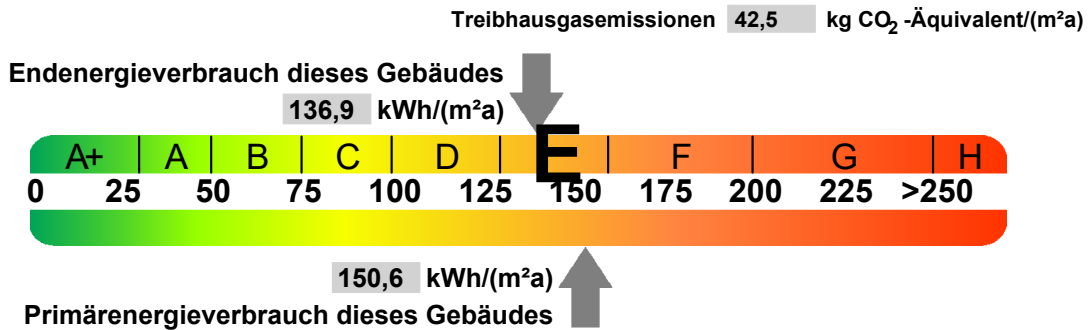 Treibhausgasemissionen 42,5 kg CO₂ -Äquivalent/(m²a)
Endenergieverbrauch dieses Gebäudes
136,9 kWh/(m²a)
A+ A B C D E F G H
0 25 50 75 100 125 150 175 200 225 >250
150,6 kWh/(m²a)
Primärenergieverbrauch dieses Gebäudes